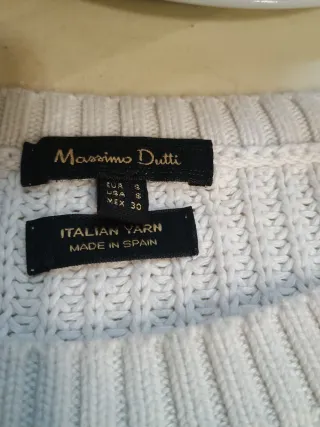 Massimo Dutti
EUR S
USA S
MEX 30
ITALIAN YARN
MADE IN SPAIN